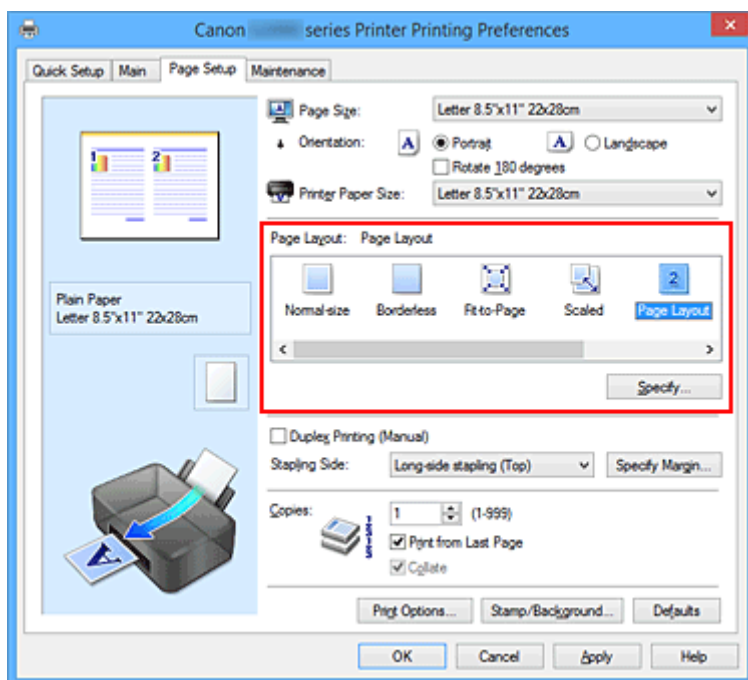 Canon series Printer Printing Preferences
Quick Setup Main Page Setup Maintenance
1 2
Plain Paper
Letter 8.5"x11" 22x28cm
Page Size: Letter 8.5"x11" 22x28cm
Orientation: A Portrait A Landscape
Rotate 180 degrees
Printer Paper Size: Letter 8.5"x11" 22x28cm
Page Layout: Page Layout
2
Normal-size Borderless Fit-to-Page Scaled Page Layout
Specify...
Duplex Printing (Manual)
Stapling Side: Long-side stapling (Top) Specify Margin...
Copies: 1 (1-999)
Print from Last Page
Collate
Print Options... Stamp/Background... Defaults
OK Cancel Apply Help
A